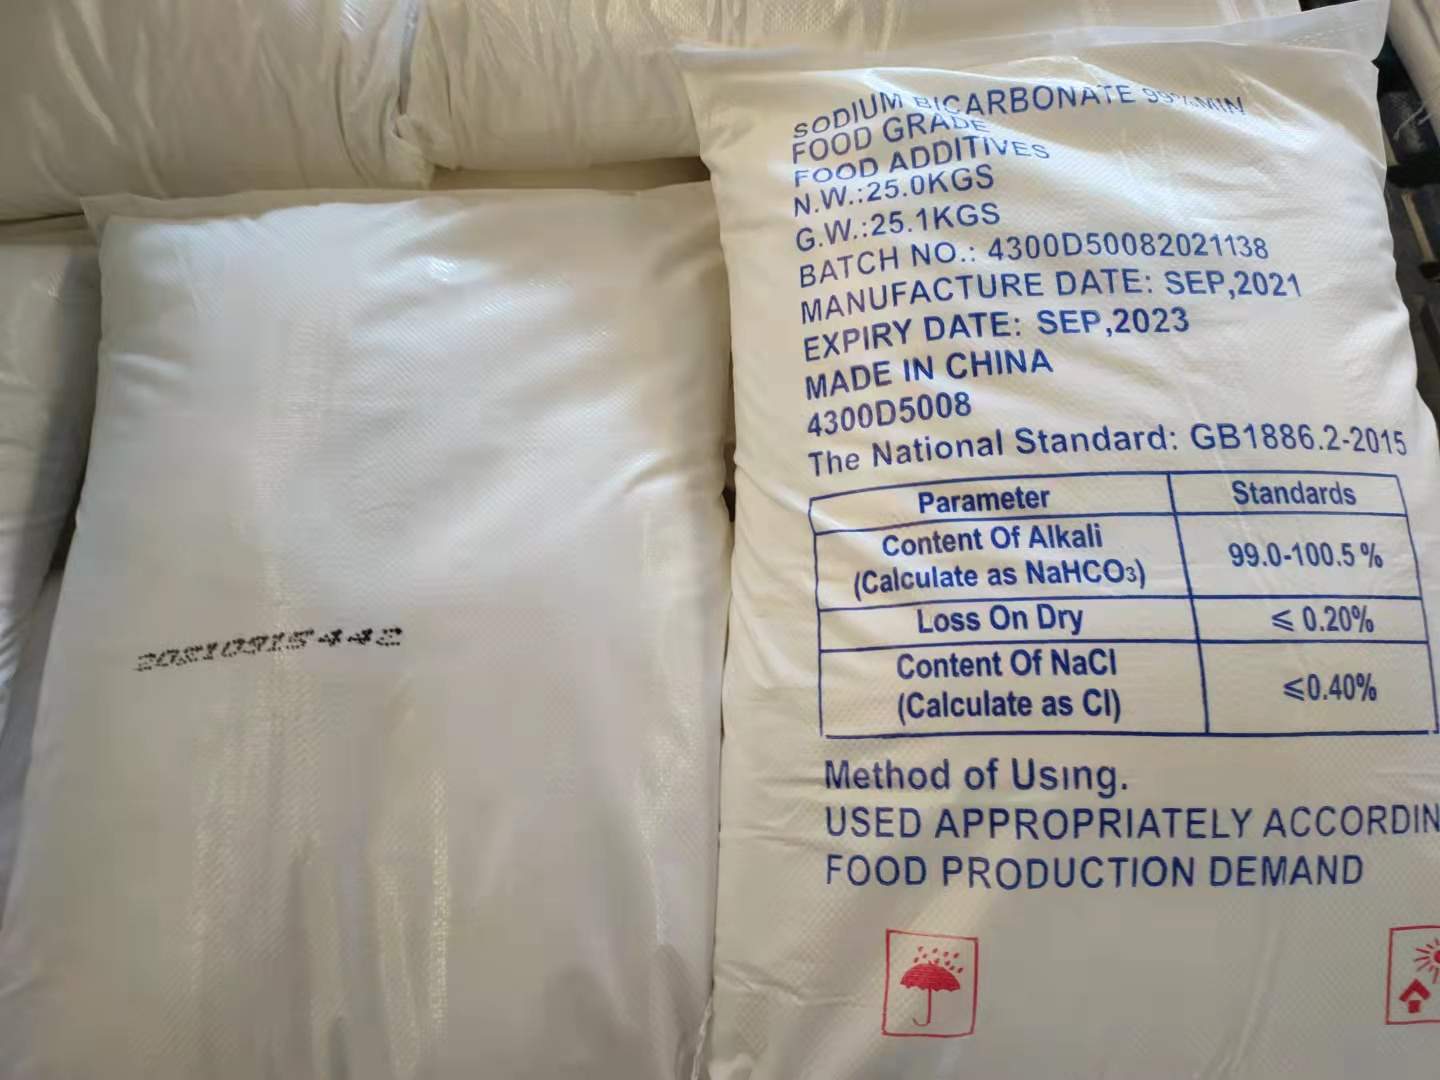 20210915442
SODIUM BICARBONATE 99%MIN
FOOD GRADE
FOOD ADDITIVES
N.W.:25.0KGS
G.W.:25.1KGS
BATCH NO.: 4300D50082021138
MANUFACTURE DATE: SEP,2021
EXPIRY DATE: SEP,2023
MADE IN CHINA
4300D5008
The National Standard: GB1886.2-2015
Parameter Standards
Content Of Alkali
(Calculate as NaHCO₃) 99.0-100.5 %
Loss On Dry ⩽ 0.20%
Content Of NaCl
(Calculate as Cl) ⩽0.40%
Method of Using.
USED APPROPRIATELY ACCORDIN
FOOD PRODUCTION DEMAND